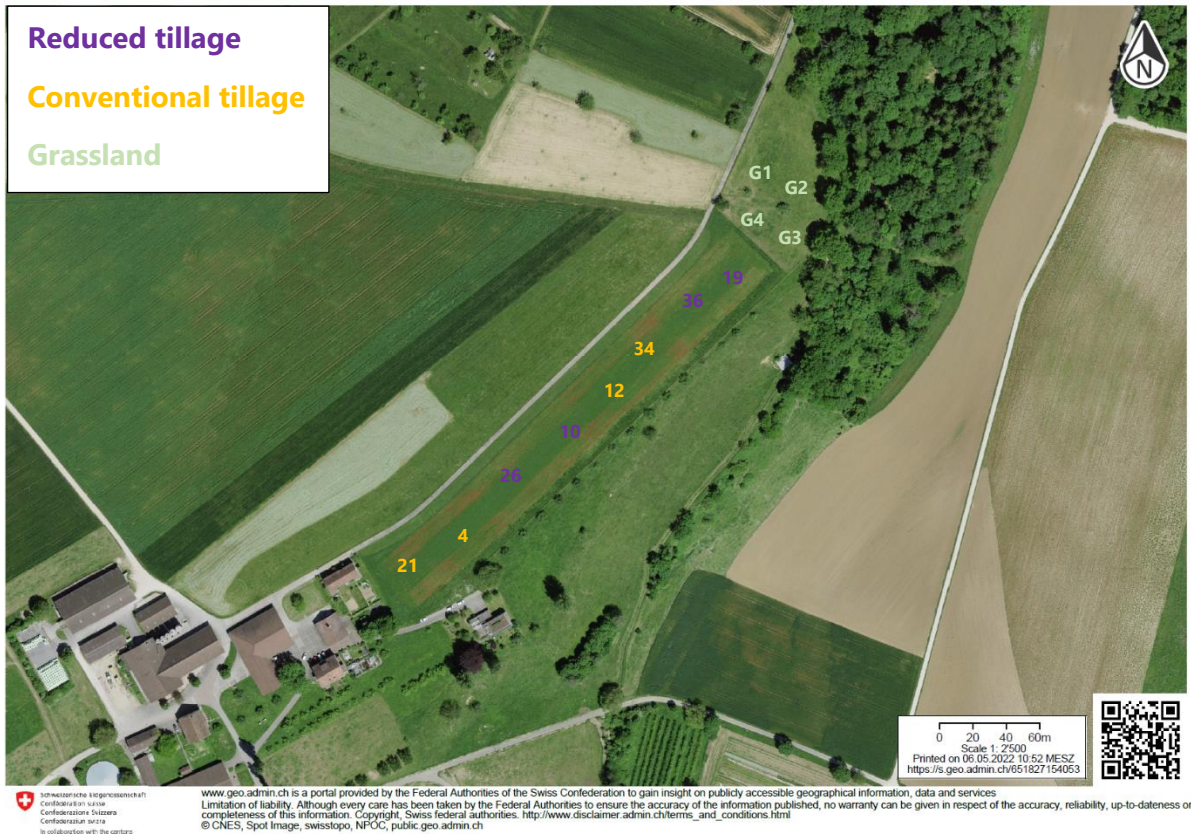 Reduced tillage
Conventional tillage
Grassland
N
G1
G2
G4
G3
19
36
34
12
10
26
4
21
0 20 40 60m
Scale 1: 2'500
Printed on 06.05.2022 10:52 MESZ
https://s.geo.admin.ch/651827154053
Schweizerische Eidgenossenschaft
Confédération suisse
Confederazione Svizzera
Confederaziun svizra
In collaboration with the cantons
www.geo.admin.ch is a portal provided by the Federal Authorities of the Swiss Confederation to gain insight on publicly accessible geographical information, data and services
Limitation of liability. Although every care has been taken by the Federal Authorities to ensure the accuracy of the information published, no warranty can be given in respect of the accuracy, reliability, up-to-dateness or
completeness of this information. Copyright, Swiss federal authorities. http://www.disclaimer.admin.ch/terms_and_conditions.html
© CNES, Spot Image, swisstopo, NPOC, public.geo.admin.ch